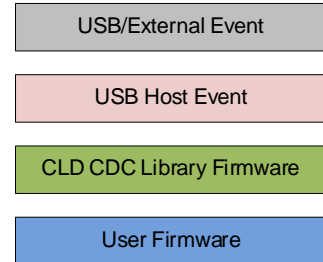 USB/External Event
USB Host Event
CLD CDC Library Firmware
User Firmware